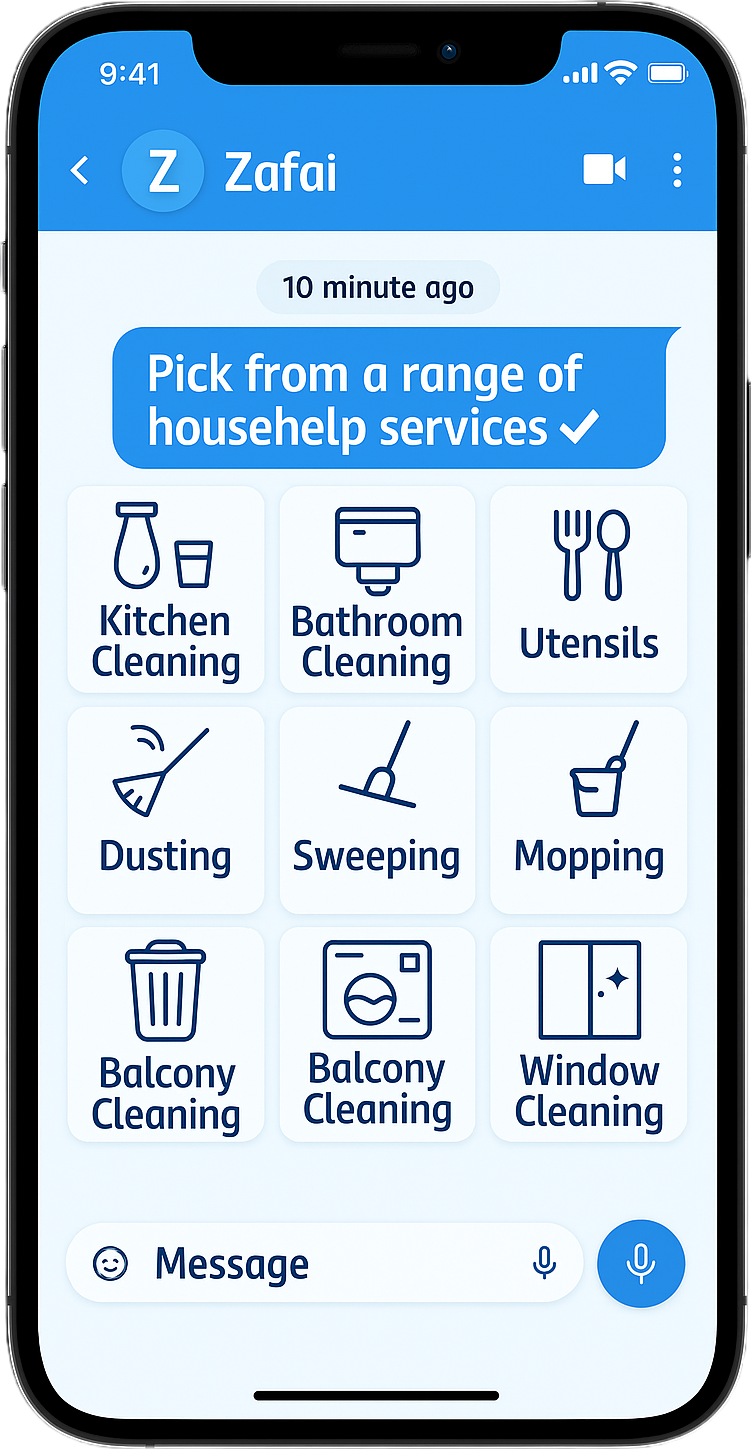 9:41
Z Zafai
10 minute ago
Pick from a range of
househelp services ✓
Kitchen
Cleaning
Bathroom
Cleaning
Utensils
Dusting
Sweeping
Mopping
Balcony
Cleaning
Balcony
Cleaning
Window
Cleaning
Message